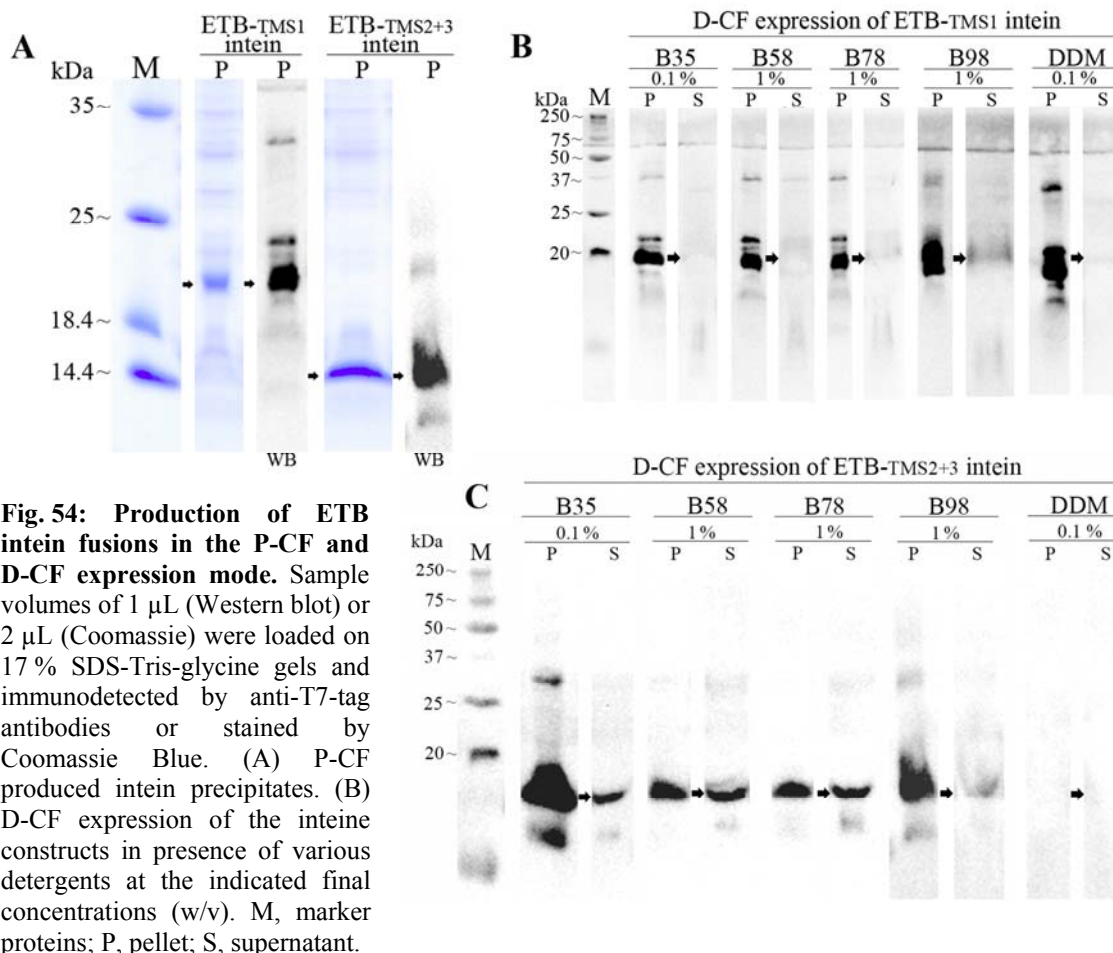 A
ETB-TMS1 ETB-TMS2+3
intein intein
kDa M P P P P
35~
25~
18.4~
14.4~
WB WB
D-CF expression of ETB-TMS1 intein
B
B35 B58 B78 B98 DDM
0.1 % 1 % 1 % 1 % 0.1 %
kDa M P S P S P S P S P S
250~
75~
50~
37~
25~
20~
D-CF expression of ETB-TMS2+3 intein
C
B35 B58 B78 B98 DDM
0.1 % 1 % 1 % 1 % 0.1 %
kDa M P S P S P S P S P S
250~
75~
50~
37~
25~
20~
Fig. 54: Production of ETB
intein fusions in the P-CF and
D-CF expression mode. Sample
volumes of 1 µL (Western blot) or
2 µL (Coomassie) were loaded on
17 % SDS-Tris-glycine gels and
immunodetected by anti-T7-tag
antibodies or stained by
Coomassie Blue. (A) P-CF
produced intein precipitates. (B)
D-CF expression of the inteine
constructs in presence of various
detergents at the indicated final
concentrations (w/v). M, marker
proteins; P, pellet; S, supernatant.